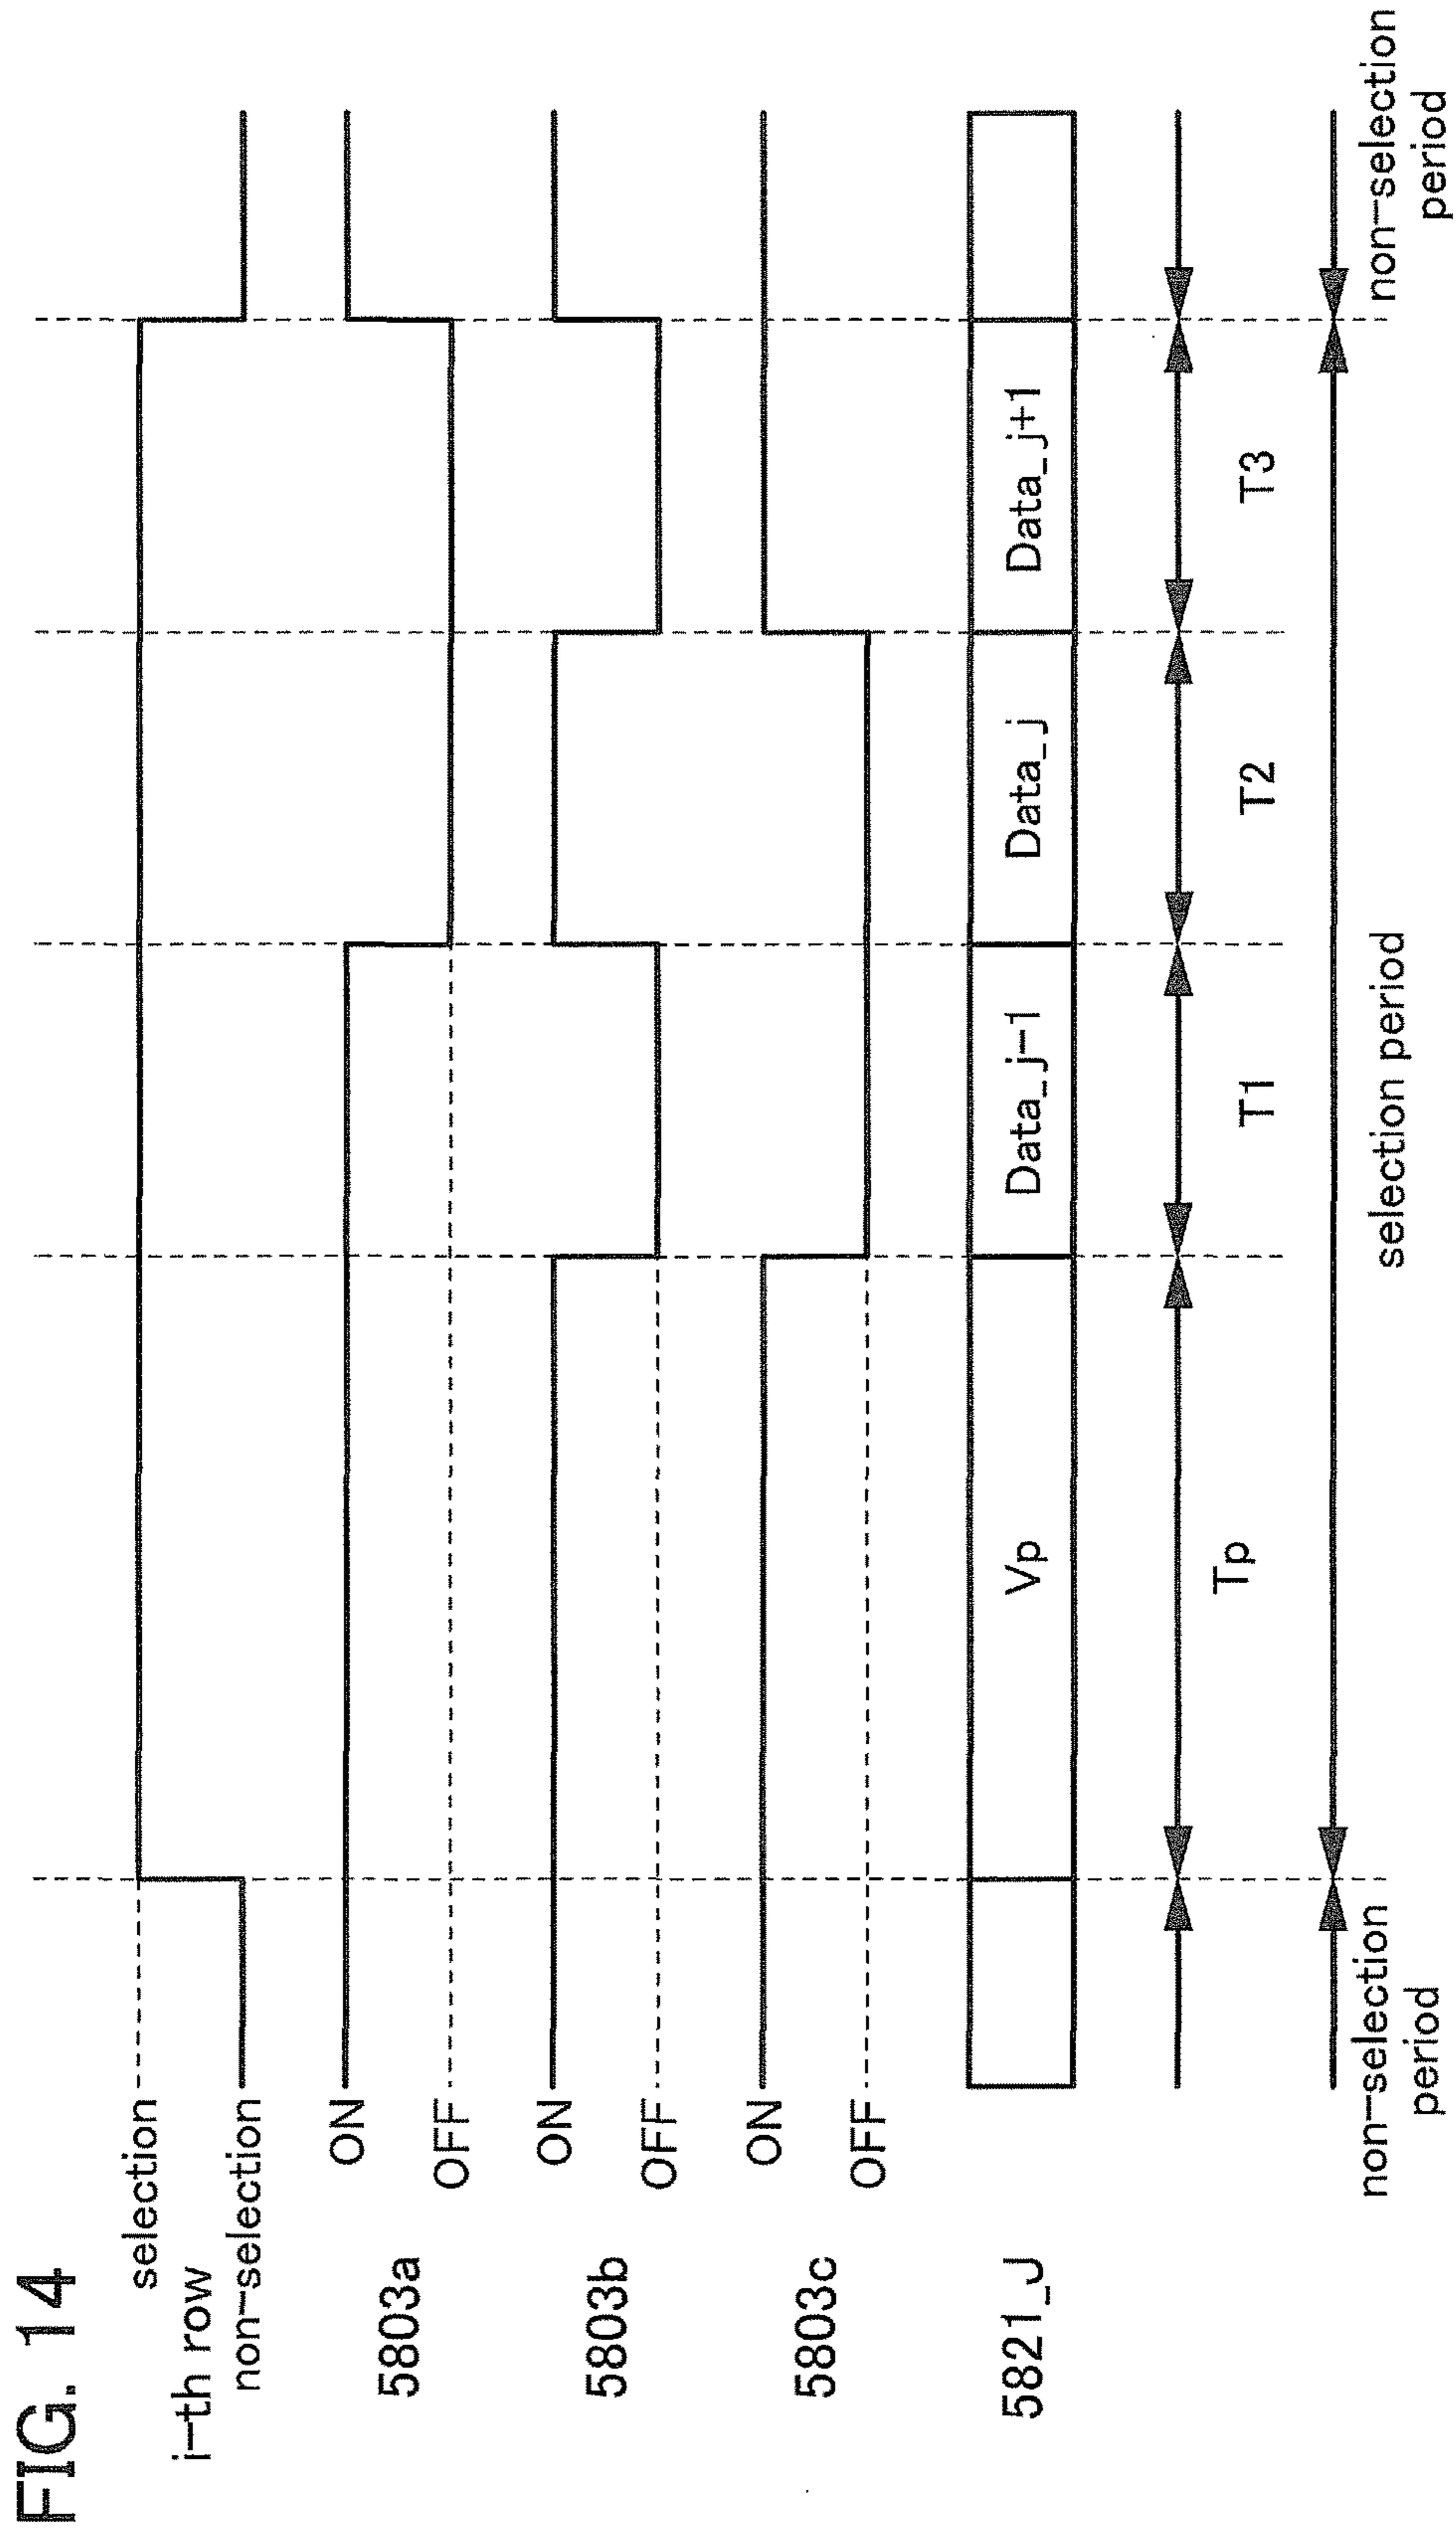 FIG. 14
selection
i-th row
non-selection
ON
5803a
OFF
ON
5803b
OFF
ON
5803c
OFF
5821_J
Vp
Data_j-1
Data_j
Data_j+1
Tp
T1
T2
T3
non-selection
period
selection period
non-selection
period